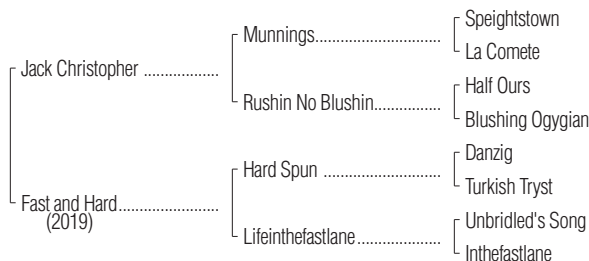 Speightstown
Munnings
La Comete
Jack Christopher
Half Ours
Rushin No Blushin
Blushing Ogygian
Danzig
Hard Spun
Turkish Tryst
Fast and Hard
(2019)
Unbridled's Song
Lifeinthefastlane
Inthefastlane